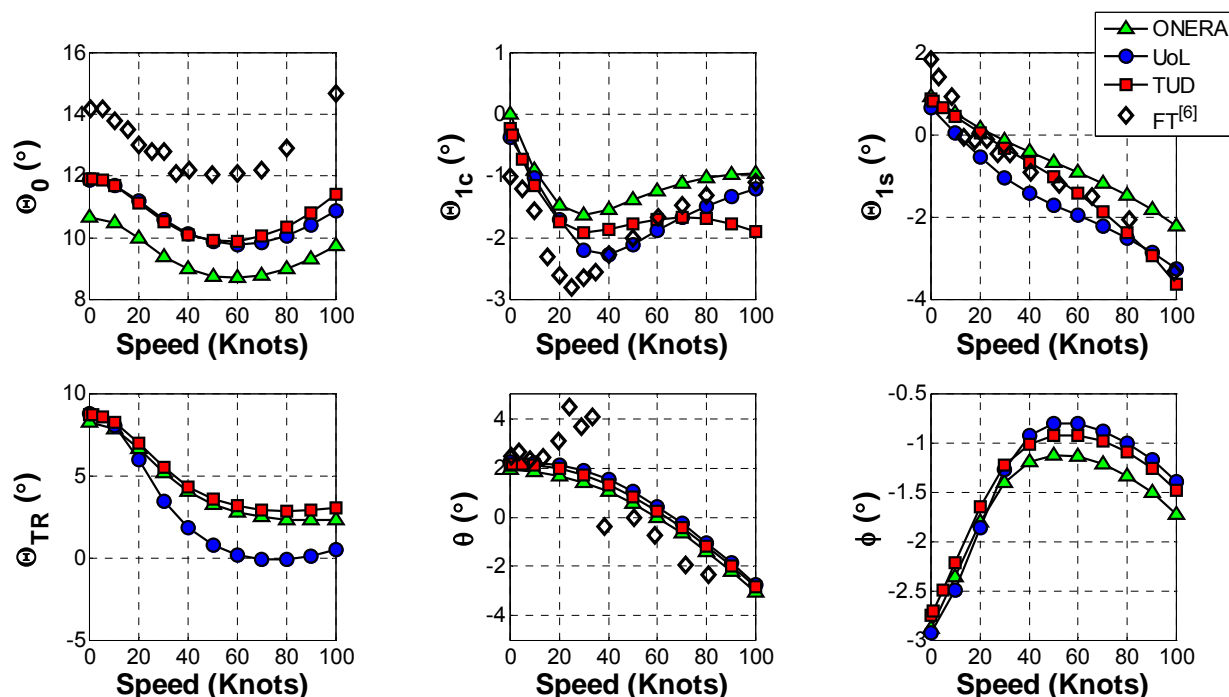 ONERA
UoL
TUD
FT[6]
16
14
12
10
8
Θ0 (°)
0 20 40 60 80 100
Speed (Knots)
1
0
-1
-2
-3
Θ1c (°)
0 20 40 60 80 100
Speed (Knots)
2
0
-2
-4
Θ1s (°)
0 20 40 60 80 100
Speed (Knots)
10
5
0
-5
ΘTR (°)
0 20 40 60 80 100
Speed (Knots)
4
2
0
-2
-4
θ (°)
0 20 40 60 80 100
Speed (Knots)
-0.5
-1
-1.5
-2
-2.5
-3
ϕ (°)
0 20 40 60 80 100
Speed (Knots)